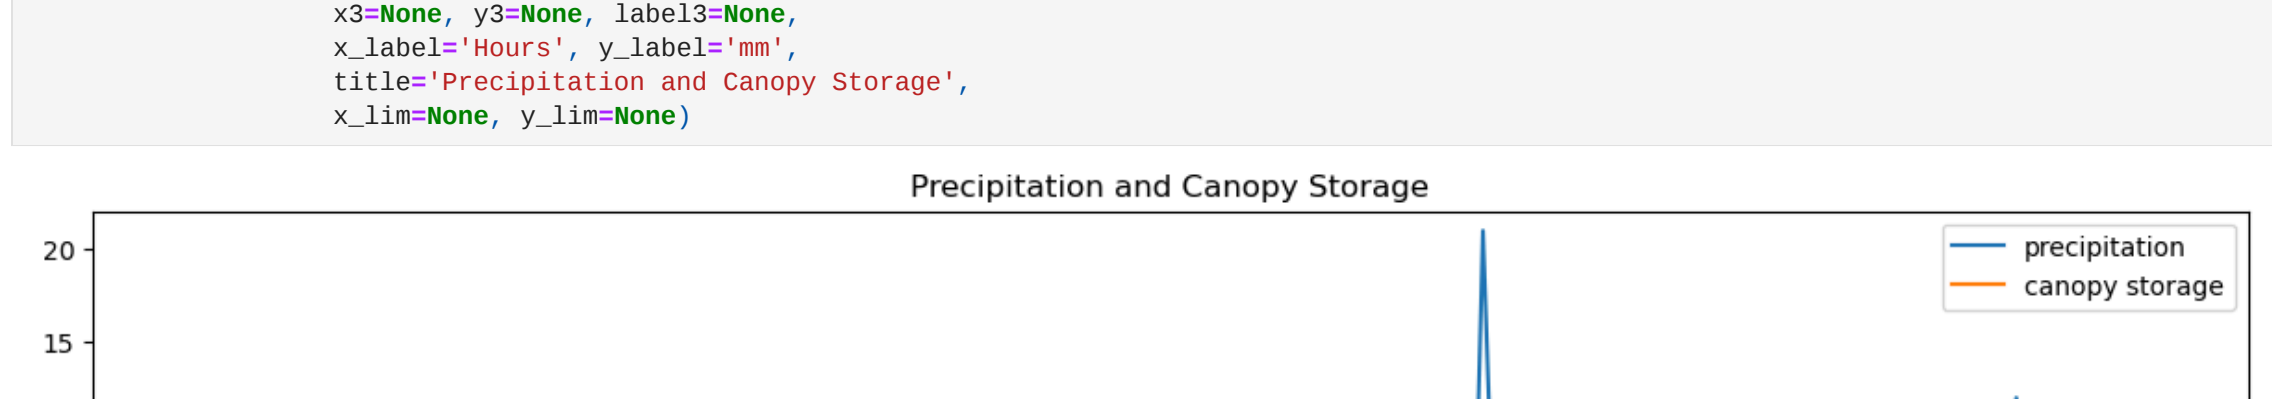 x3=None, y3=None, label3=None,
x_label='Hours', y_label='mm',
title='Precipitation and Canopy Storage',
x_lim=None, y_lim=None)
Precipitation and Canopy Storage
20
precipitation
canopy storage
15